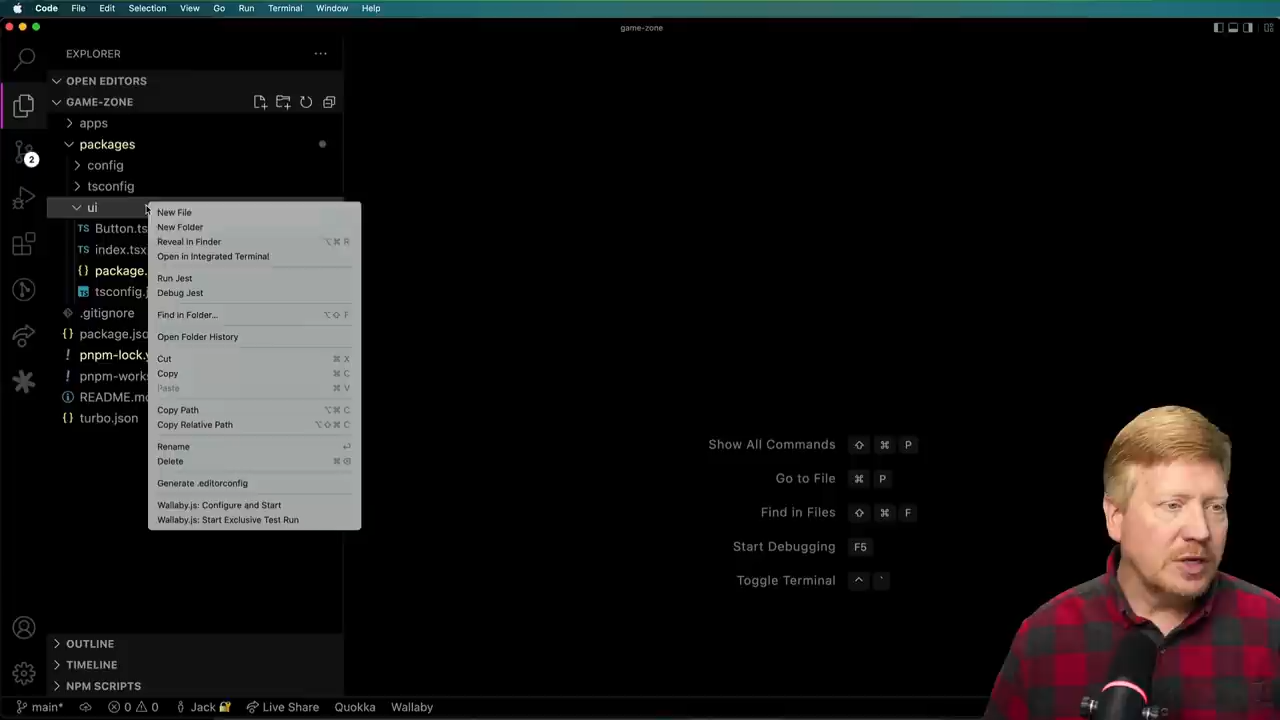 Code File Edit Selection View Go Run Terminal Window Help
game-zone
EXPLORER
OPEN EDITORS
GAME-ZONE
apps
packages
config
tsconfig
ui
Button.ts
index.tsx
package.
tsconfig.j
.gitignore
package.jso
pnpm-lock.y
pnpm-works
README.md
turbo.json
New File
New Folder
Reveal in Finder ⌥⌘ R
Open in Integrated Terminal
Run Jest
Debug Jest
Find in Folder... ⌥⇧ F
Open Folder History
Cut ⌘ X
Copy ⌘ C
Paste ⌘ V
Copy Path ⌥⌘ C
Copy Relative Path ⌥⇧⌘ C
Rename ↵
Delete ⌘⌫
Generate .editorconfig
Wallaby.js: Configure and Start
Wallaby.js: Start Exclusive Test Run
Show All Commands ⇧ ⌘ P
Go to File ⌘ P
Find in Files ⇧ ⌘ F
Start Debugging F5
Toggle Terminal ^ `
2
OUTLINE
TIMELINE
NPM SCRIPTS
main* 0 0 Jack Live Share Quokka Wallaby